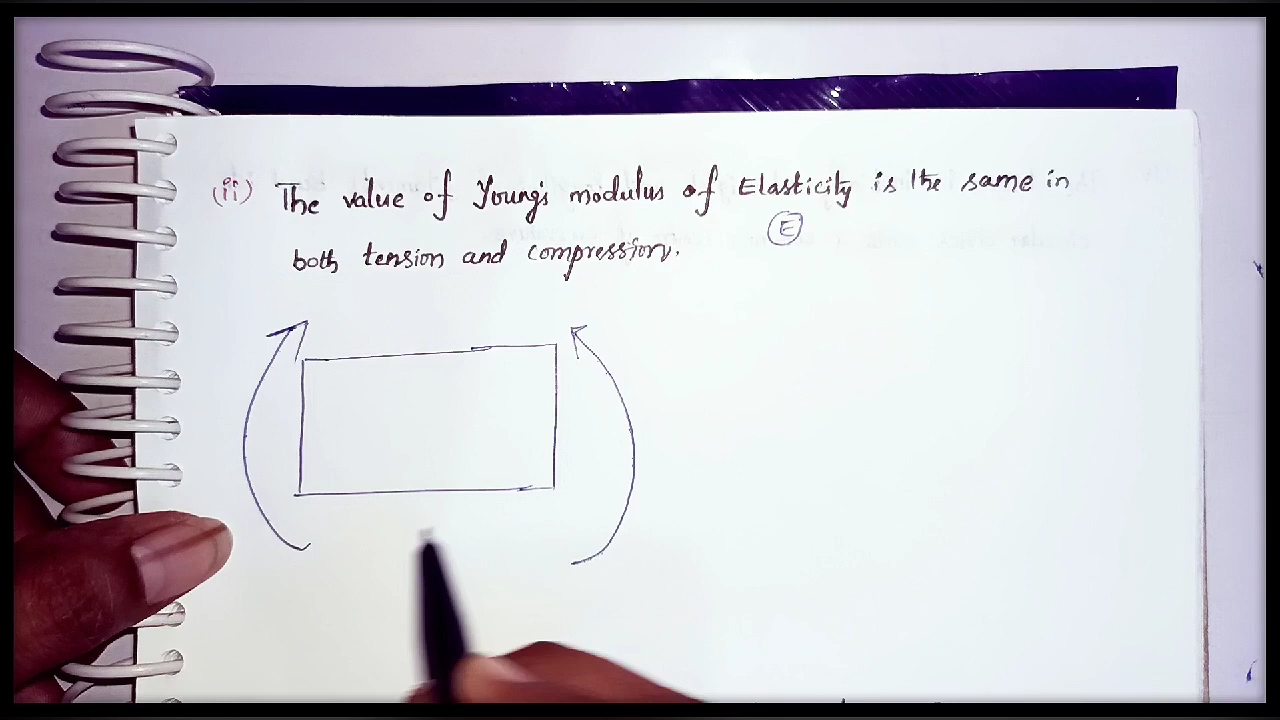 (ii) The value of Young's modulus of Elasticity is the same in
E
both tension and compression.